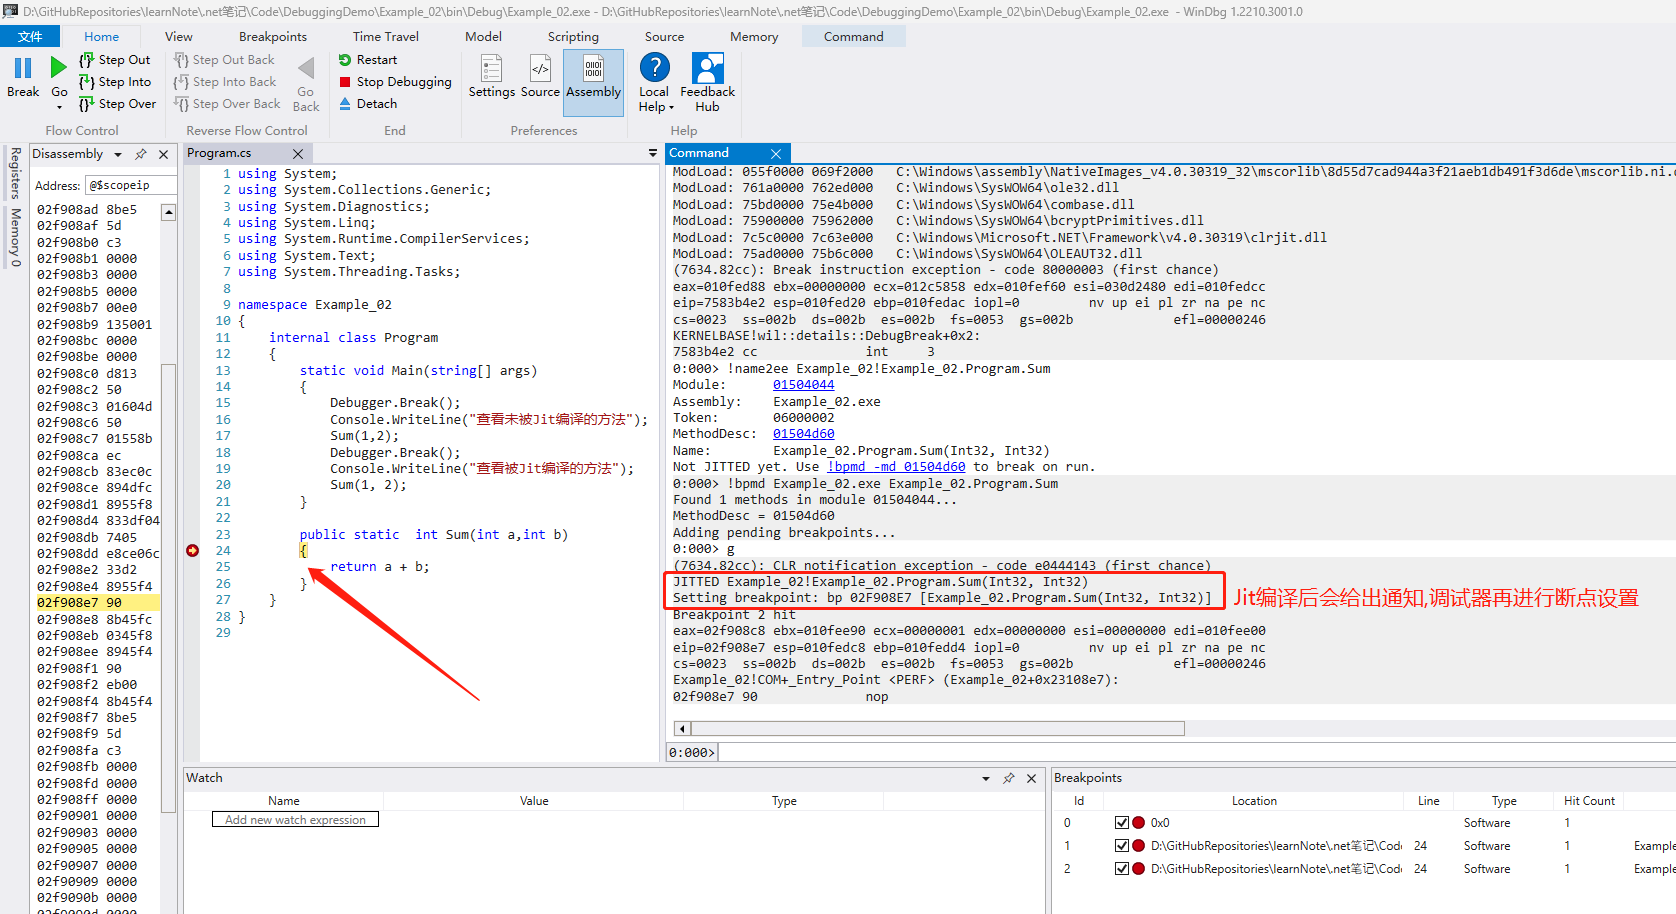 D:\GitHubRepositories\learnNote\.net笔记\Code\DebuggingDemo\Example_02\bin\Debug\Example_02.exe - D:\GitHubRepositories\learnNote\.net笔记\Code\DebuggingDemo\Example_02\bin\Debug\Example_02.exe - WinDbg 1.2210.3001.0
文件 Home View Breakpoints Time Travel Model Scripting Source Memory Command
Break
Go
Step Out
Step Into
Step Over
Flow Control
Step Out Back
Step Into Back
Step Over Back
Go Back
Reverse Flow Control
Restart
Stop Debugging
Detach
End
Settings Source Assembly
Preferences
Local Help
Feedback Hub
Help
Registers
Memory 0
Disassembly
Address: @$scopeip
02f908ad 8be5
02f908af 5d
02f908b0 c3
02f908b1 0000
02f908b3 0000
02f908b5 0000
02f908b7 00e0
02f908b9 135001
02f908bc 0000
02f908be 0000
02f908c0 d813
02f908c2 50
02f908c3 01604d
02f908c6 50
02f908c7 01558b
02f908ca ec
02f908cb 83ec0c
02f908ce 894dfc
02f908d1 8955f8
02f908d4 833df04
02f908db 7405
02f908dd e8ce06c
02f908e2 33d2
02f908e4 8955f4
02f908e7 90
02f908e8 8b45fc
02f908eb 0345f8
02f908ee 8945f4
02f908f1 90
02f908f2 eb00
02f908f4 8b45f4
02f908f7 8be5
02f908f9 5d
02f908fa c3
02f908fb 0000
02f908fd 0000
02f908ff 0000
02f90901 0000
02f90903 0000
02f90905 0000
02f90907 0000
02f90909 0000
02f9090b 0000
Program.cs
1 using System;
2 using System.Collections.Generic;
3 using System.Diagnostics;
4 using System.Linq;
5 using System.Runtime.CompilerServices;
6 using System.Text;
7 using System.Threading.Tasks;
8
9 namespace Example_02
10 {
11 internal class Program
12 {
13 static void Main(string[] args)
14 {
15 Debugger.Break();
16 Console.WriteLine("查看未被Jit编译的方法");
17 Sum(1,2);
18 Debugger.Break();
19 Console.WriteLine("查看被Jit编译的方法");
20 Sum(1, 2);
21 }
22
23 public static  int Sum(int a,int b)
24 {
25 return a + b;
26 }
27 }
28 }
29
Command
ModLoad: 055f0000 069f2000 C:\Windows\assembly\NativeImages_v4.0.30319_32\mscorlib\8d55d7cad944a3f21aeb1db491f3d6de\mscorlib.ni.d
ModLoad: 761a0000 762ed000 C:\Windows\SysWOW64\ole32.dll
ModLoad: 75bd0000 75e4b000 C:\Windows\SysWOW64\combase.dll
ModLoad: 75900000 75962000 C:\Windows\SysWOW64\bcryptPrimitives.dll
ModLoad: 7c5c0000 7c63e000 C:\Windows\Microsoft.NET\Framework\v4.0.30319\clrjit.dll
ModLoad: 75ad0000 75b6c000 C:\Windows\SysWOW64\OLEAUT32.dll
(7634.82cc): Break instruction exception - code 80000003 (first chance)
eax=010fed88 ebx=00000000 ecx=012c5858 edx=010fef60 esi=030d2480 edi=010fedcc
eip=7583b4e2 esp=010fed20 ebp=010fedac iopl=0 nv up ei pl zr na pe nc
cs=0023 ss=002b ds=002b es=002b fs=0053 gs=002b efl=00000246
KERNELBASE!wil::details::DebugBreak+0x2:
7583b4e2 cc int 3
0:000> !name2ee Example_02!Example_02.Program.Sum
Module: 01504044
Assembly: Example_02.exe
Token: 06000002
MethodDesc: 01504d60
Name: Example_02.Program.Sum(Int32, Int32)
Not JITTED yet. Use !bpmd -md 01504d60 to break on run.
0:000> !bpmd Example_02.exe Example_02.Program.Sum
Found 1 methods in module 01504044...
MethodDesc = 01504d60
Adding pending breakpoints...
0:000> g
(7634.82cc): CLR notification exception - code e0444143 (first chance)
JITTED Example_02!Example_02.Program.Sum(Int32, Int32)
Setting breakpoint: bp 02F908E7 [Example_02.Program.Sum(Int32, Int32)]
Jit编译后会给出通知,调试器再进行断点设置
Breakpoint 2 hit
eax=02f908c8 ebx=010fee90 ecx=00000001 edx=00000000 esi=00000000 edi=010fee00
eip=02f908e7 esp=010fedc8 ebp=010fedd4 iopl=0 nv up ei pl zr na pe nc
cs=0023 ss=002b ds=002b es=002b fs=0053 gs=002b efl=00000246
Example_02!COM+_Entry_Point <PERF> (Example_02+0x23108e7):
02f908e7 90 nop
0:000>
Watch
Name Value Type
Add new watch expression
Breakpoints
Id Location Line Type Hit Count
0 0x0 Software 1
1 D:\GitHubRepositories\learnNote\.net笔记\Cod 24 Software 1 Example
2 D:\GitHubRepositories\learnNote\.net笔记\Cod 24 Software 1 Example